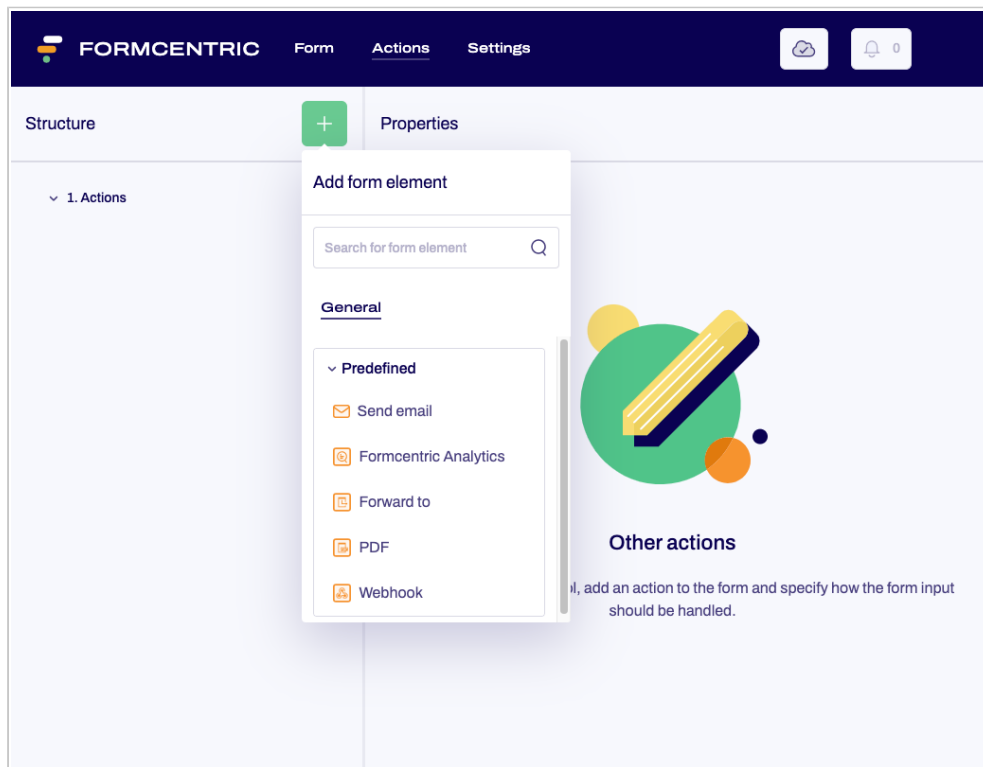 FORMCENTRIC Form Actions Settings 0
Structure
Properties
Add form element
Search for form element
General
1. Actions
Predefined
Send email
Formcentric Analytics
Forward to
PDF
Webhook
Other actions
, add an action to the form and specify how the form input
should be handled.